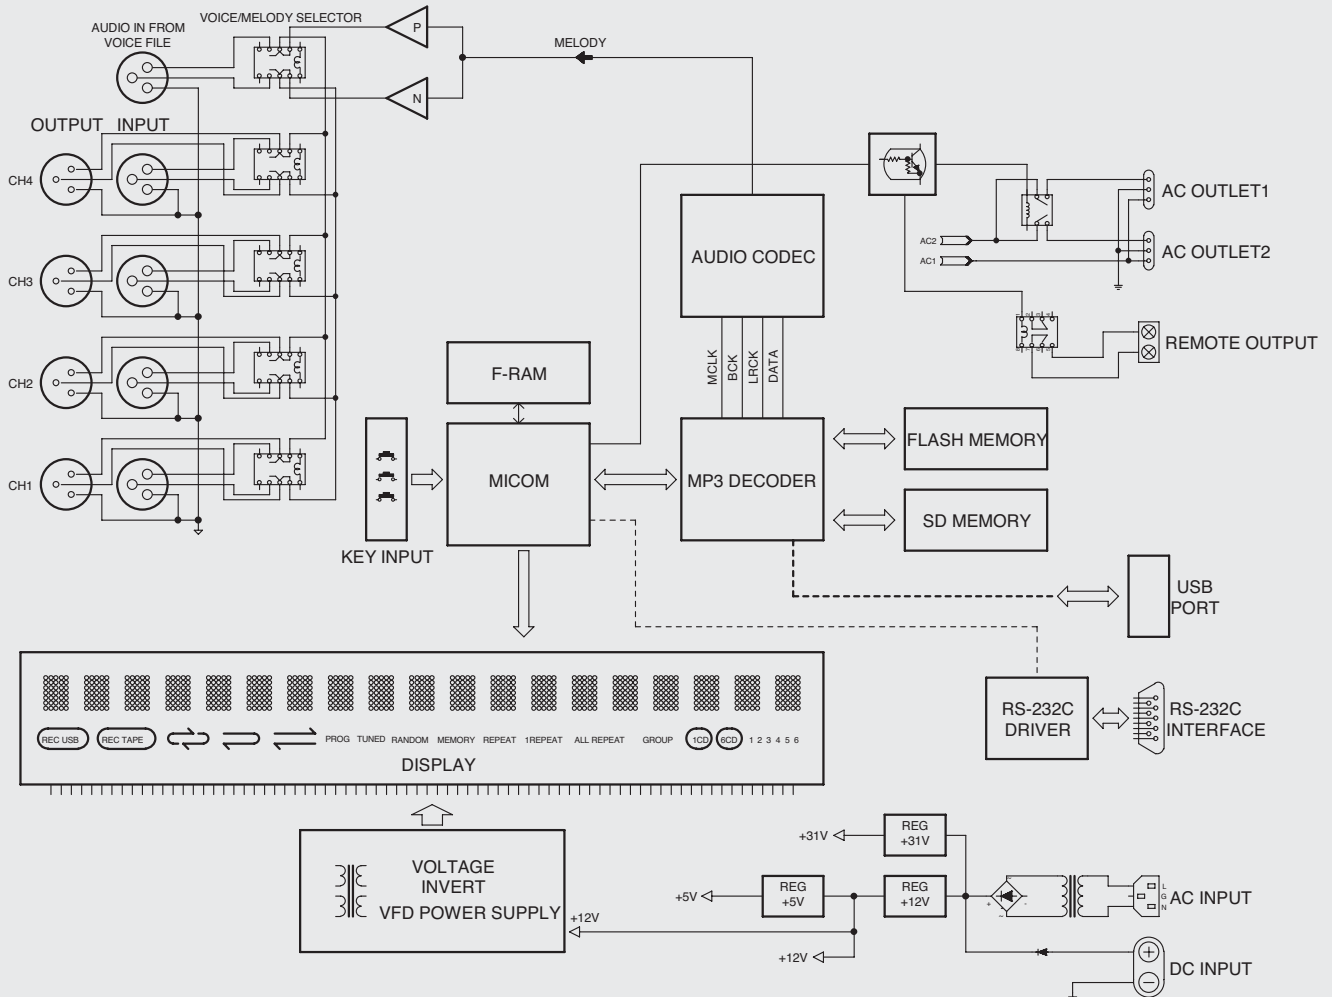 VOICE/MELODY SELECTOR
AUDIO IN FROM
VOICE FILE
P
N
MELODY
OUTPUT INPUT
CH4
CH3
CH2
CH1
AUDIO CODEC
AC2
AC1
AC OUTLET1
AC OUTLET2
REMOTE OUTPUT
MCLK
BCK
LRCK
DATA
F-RAM
MICOM
KEY INPUT
MP3 DECODER
FLASH MEMORY
SD MEMORY
USB
PORT
RS-232C
DRIVER
RS-232C
INTERFACE
REC USB REC TAPE PROG TUNED RANDOM MEMORY REPEAT 1REPEAT ALL REPEAT GROUP 1CD 6CD 1 2 3 4 5 6
DISPLAY
VOLTAGE
INVERT
VFD POWER SUPPLY
+12V
+31V
REG
+31V
+5V
REG
+5V
REG
+12V
+12V
+
-
~
~
L
G
N
AC INPUT
+
−
DC INPUT